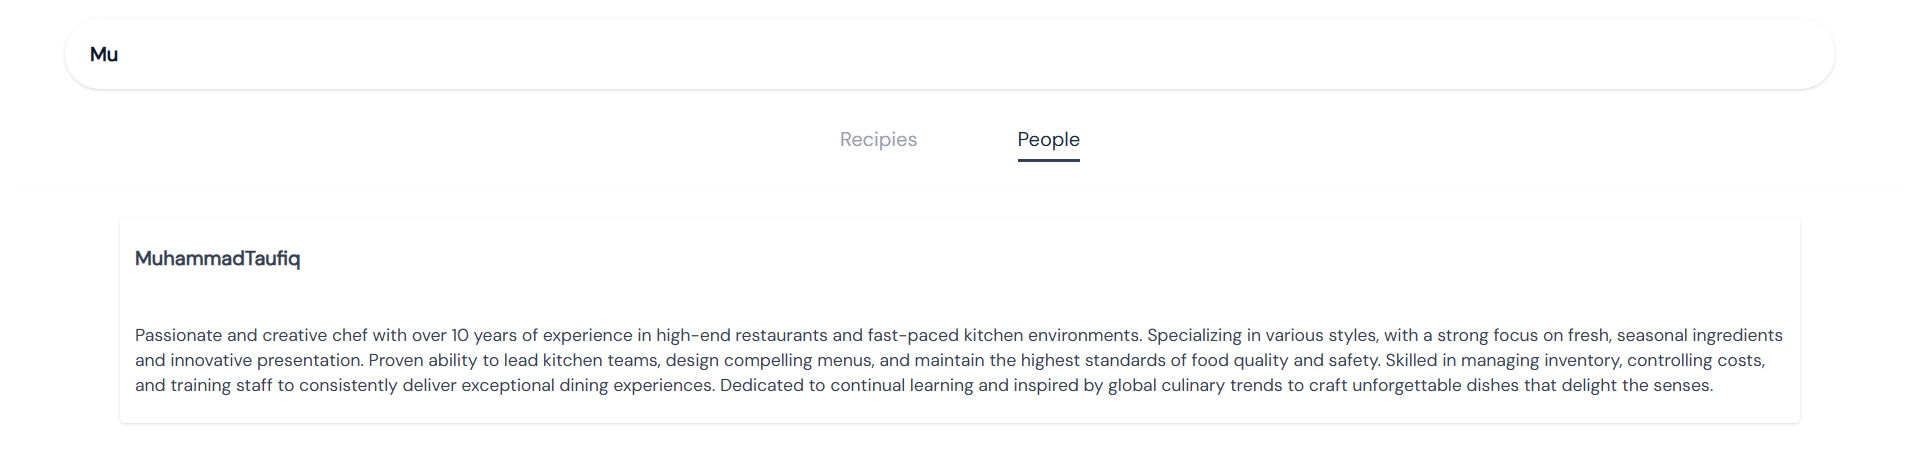 Mu
Recipies People
MuhammadTaufiq
Passionate and creative chef with over 10 years of experience in high-end restaurants and fast-paced kitchen environments. Specializing in various styles, with a strong focus on fresh, seasonal ingredients
and innovative presentation. Proven ability to lead kitchen teams, design compelling menus, and maintain the highest standards of food quality and safety. Skilled in managing inventory, controlling costs,
and training staff to consistently deliver exceptional dining experiences. Dedicated to continual learning and inspired by global culinary trends to craft unforgettable dishes that delight the senses.